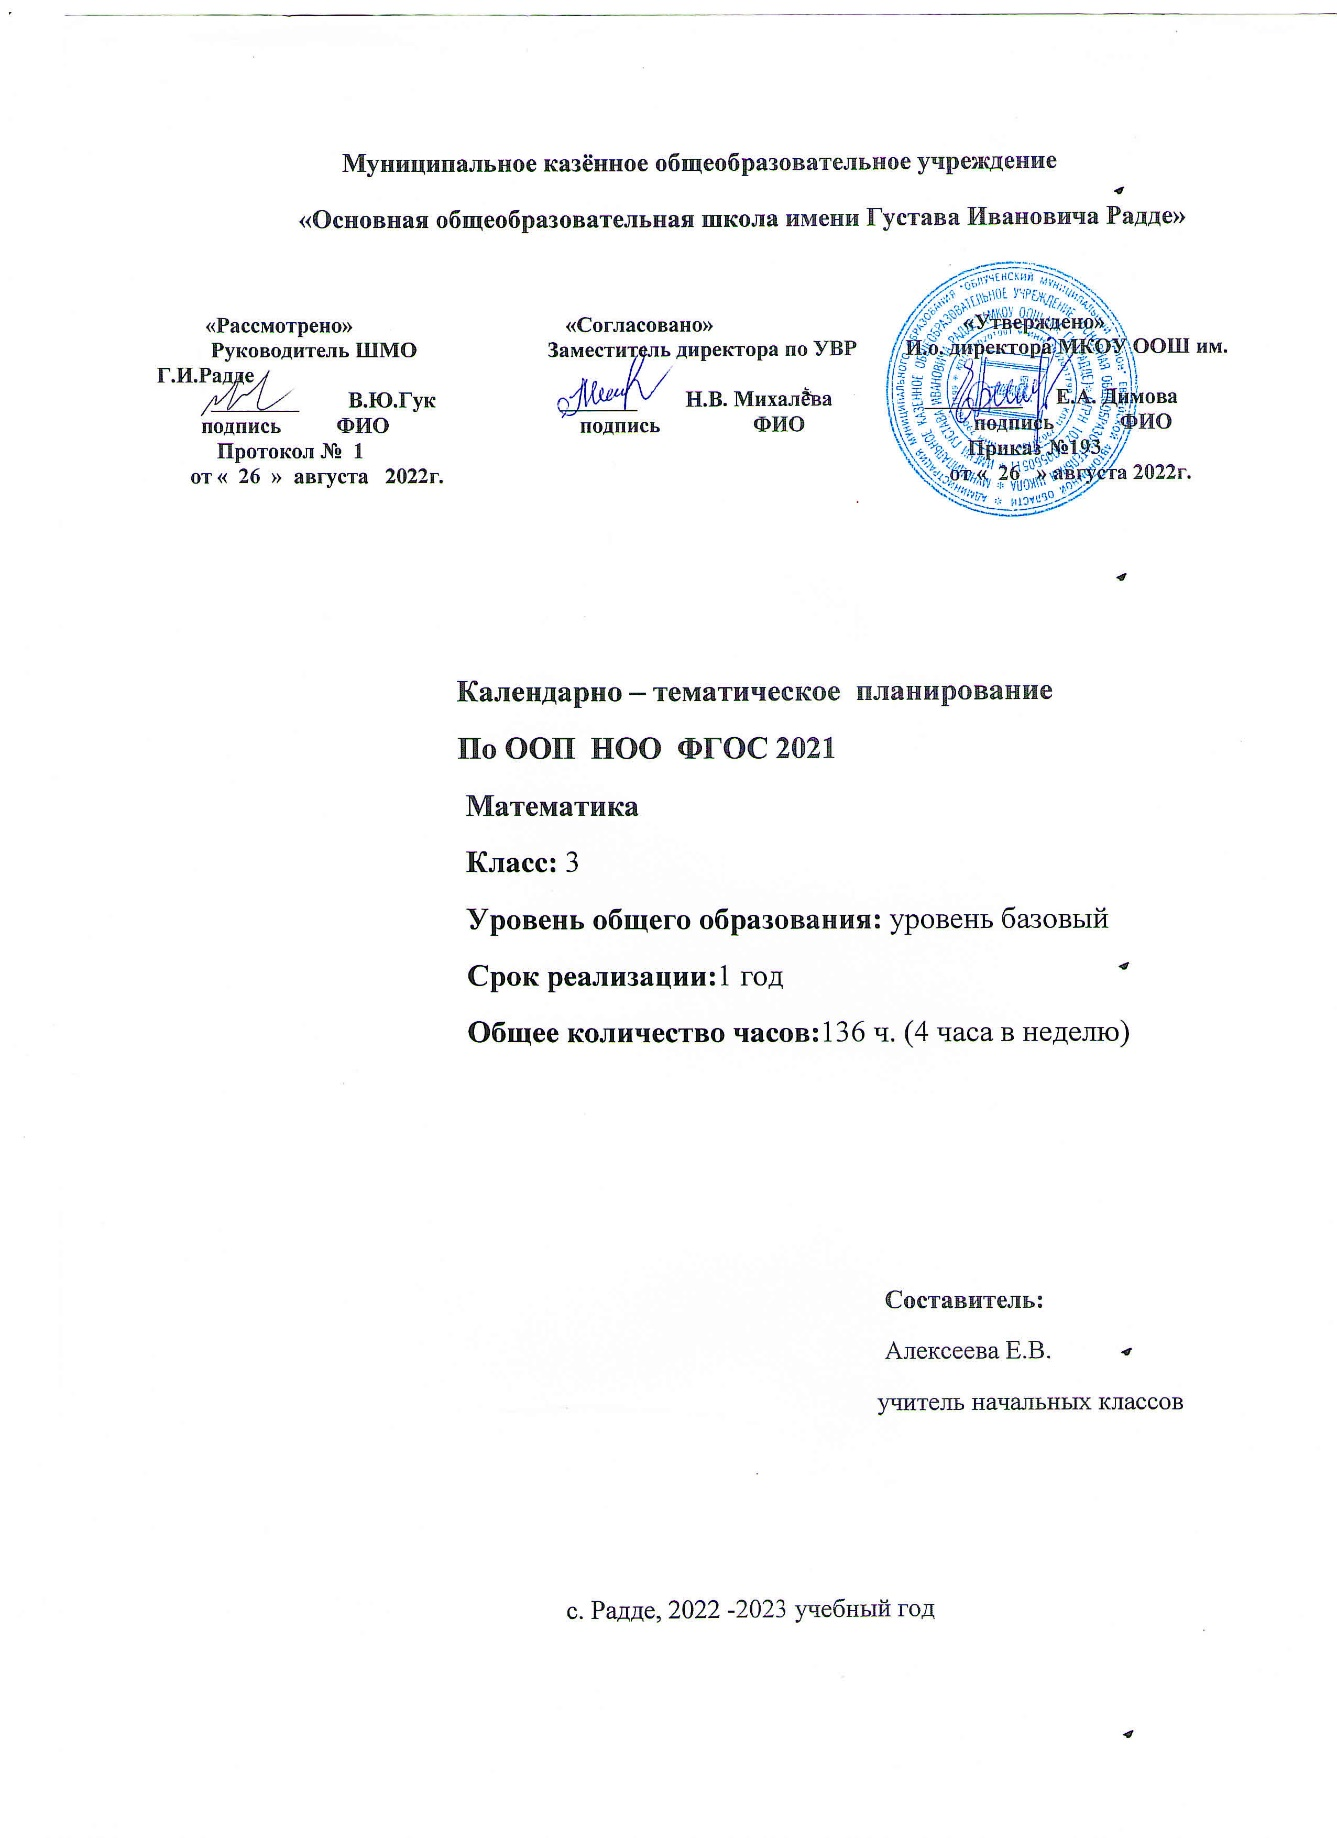 Муниципальное казённое общеобразовательное учреждение
«Основная общеобразовательная школа имени Густава Ивановича Радде»
«Рассмотрено» «Согласовано» «Утверждено»
Руководитель ШМО Заместитель директора по УВР И.о. директора МКОУ ООШ им.
Г.И.Радде
В.Ю.Гук Н.В. Михалёва Е.А. Димова
подпись ФИО подпись ФИО подпись ФИО
Протокол № 1 Приказ №193
от « 26 » августа 2022г. от « 26 » августа 2022г.
Календарно – тематическое планирование
По ООП НОО ФГОС 2021
Математика
Класс: 3
Уровень общего образования: уровень базовый
Срок реализации:1 год
Общее количество часов:136 ч. (4 часа в неделю)
Составитель:
Алексеева Е.В.
учитель начальных классов
с. Радде, 2022 -2023 учебный год